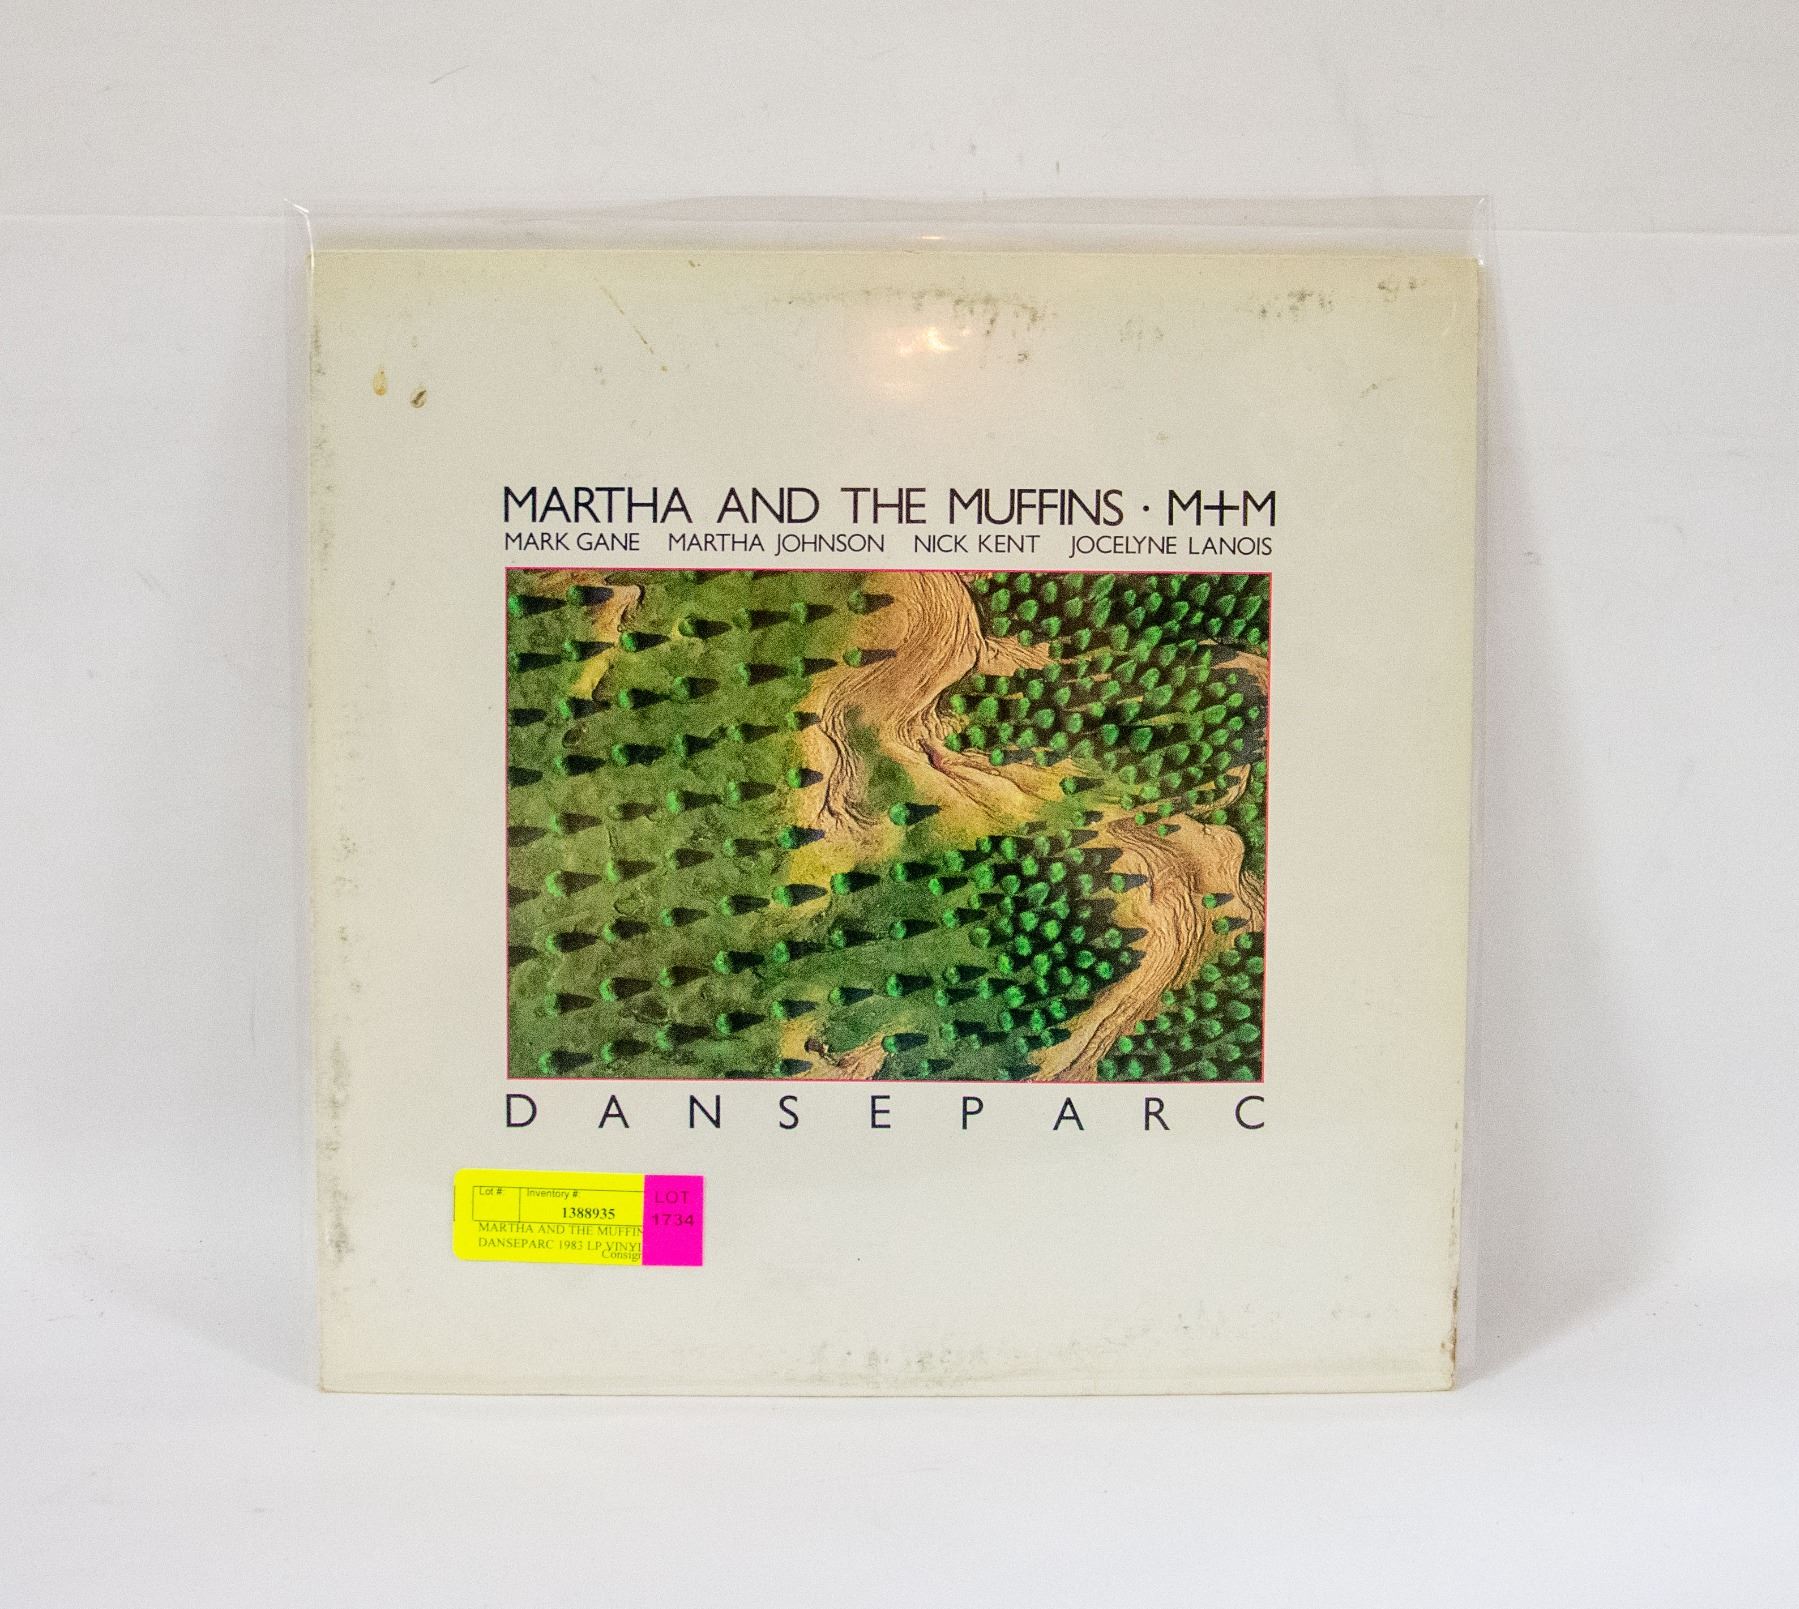 MARTHA AND THE MUFFINS · M+M
MARK GANE MARTHA JOHNSON NICK KENT JOCELYNE LANOIS
DANSEPARC
Lot #: Inventory #:
1388935
MARTHA AND THE MUFFIN
DANSEPARC 1983 LP VINYL
Consign
LOT
1734